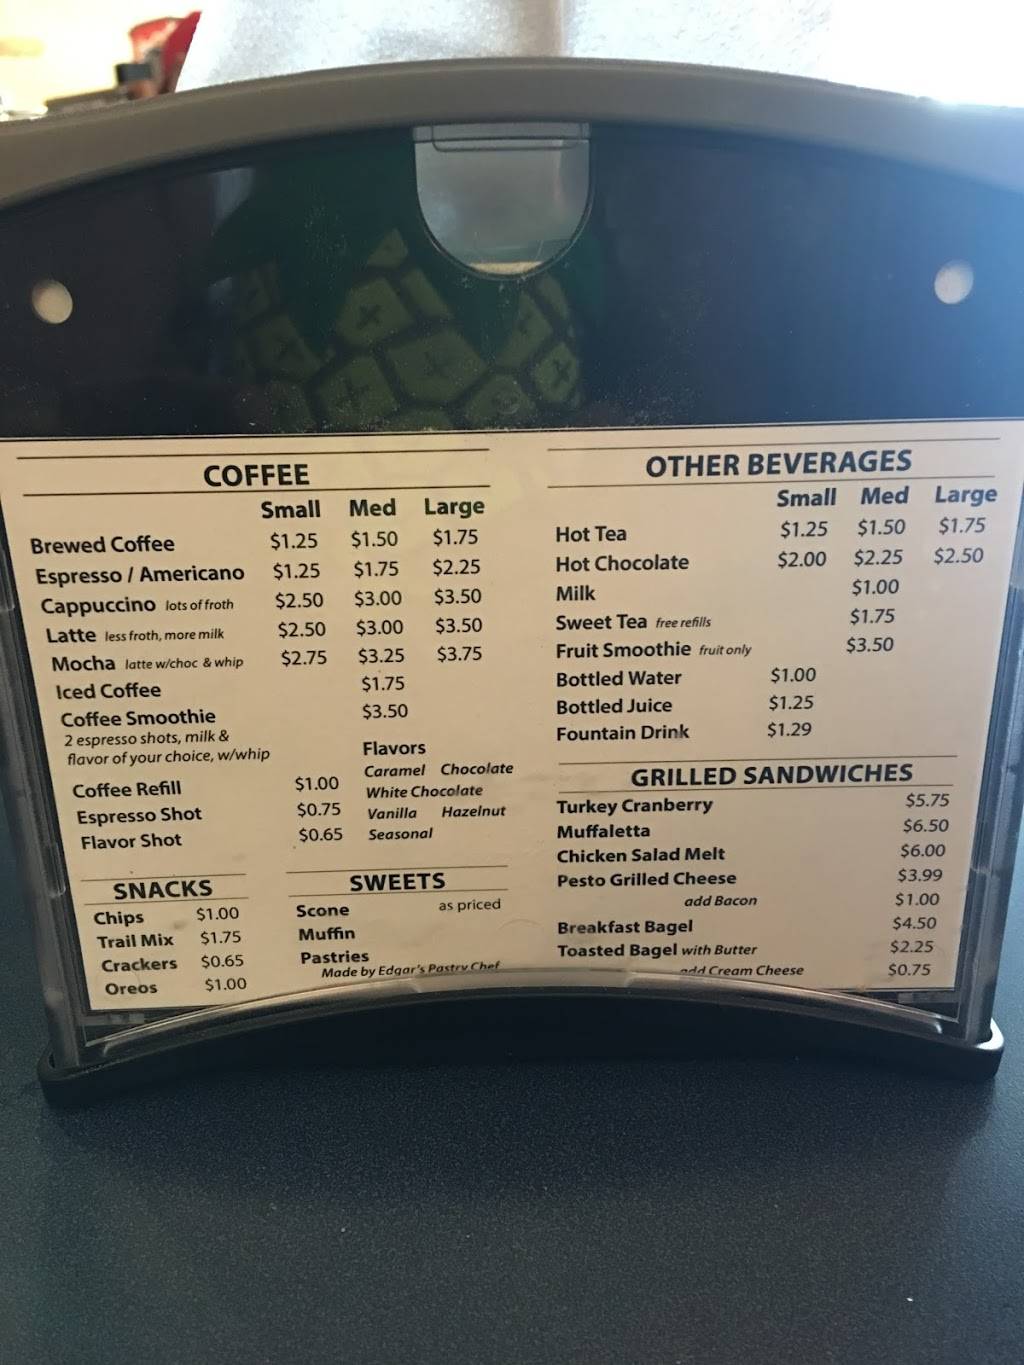 COFFEE
Small Med Large
Brewed Coffee $1.25 $1.50 $1.75
Espresso / Americano $1.25 $1.75 $2.25
Cappuccino lots of froth $2.50 $3.00 $3.50
Latte less froth, more milk $2.50 $3.00 $3.50
Mocha latte w/choc & whip $2.75 $3.25 $3.75
Iced Coffee $1.75
Coffee Smoothie $3.50
2 espresso shots, milk &
flavor of your choice, w/whip
Coffee Refill $1.00
Espresso Shot $0.75
Flavor Shot $0.65
Flavors
Caramel Chocolate
White Chocolate
Vanilla Hazelnut
Seasonal
SNACKS
Chips $1.00
Trail Mix $1.75
Crackers $0.65
Oreos $1.00
SWEETS
Scone as priced
Muffin
Pastries
Made by Edgar's Pastry Chef
OTHER BEVERAGES
Small Med Large
Hot Tea $1.25 $1.50 $1.75
Hot Chocolate $2.00 $2.25 $2.50
Milk $1.00
Sweet Tea free refills $1.75
Fruit Smoothie fruit only $3.50
Bottled Water $1.00
Bottled Juice $1.25
Fountain Drink $1.29
GRILLED SANDWICHES
Turkey Cranberry $5.75
Muffaletta $6.50
Chicken Salad Melt $6.00
Pesto Grilled Cheese $3.99
add Bacon $1.00
Breakfast Bagel $4.50
Toasted Bagel with Butter $2.25
add Cream Cheese $0.75